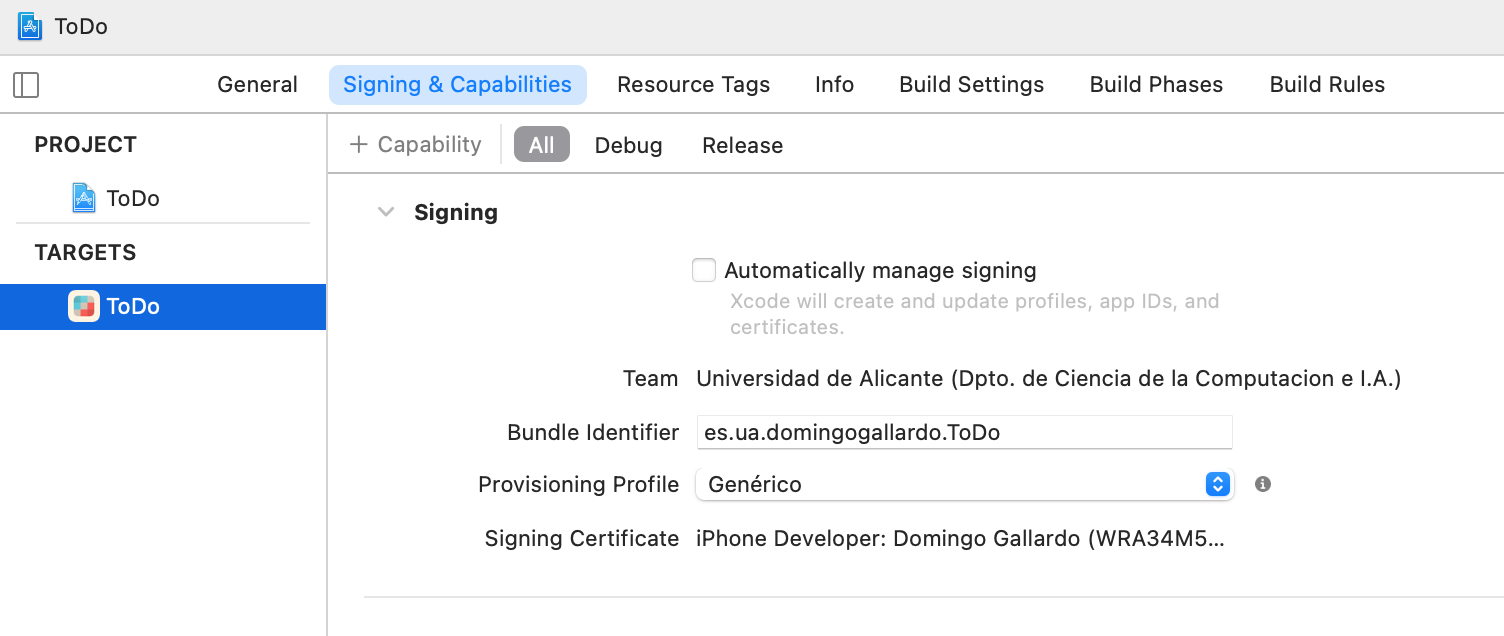 ToDo
General Signing & Capabilities Resource Tags Info Build Settings Build Phases Build Rules
PROJECT
ToDo
TARGETS
ToDo
+ Capability All Debug Release
Signing
Automatically manage signing
Xcode will create and update profiles, app IDs, and
certificates.
Team Universidad de Alicante (Dpto. de Ciencia de la Computacion e I.A.)
Bundle Identifier es.ua.domingogallardo.ToDo
Provisioning Profile Genérico
Signing Certificate iPhone Developer: Domingo Gallardo (WRA34M5...